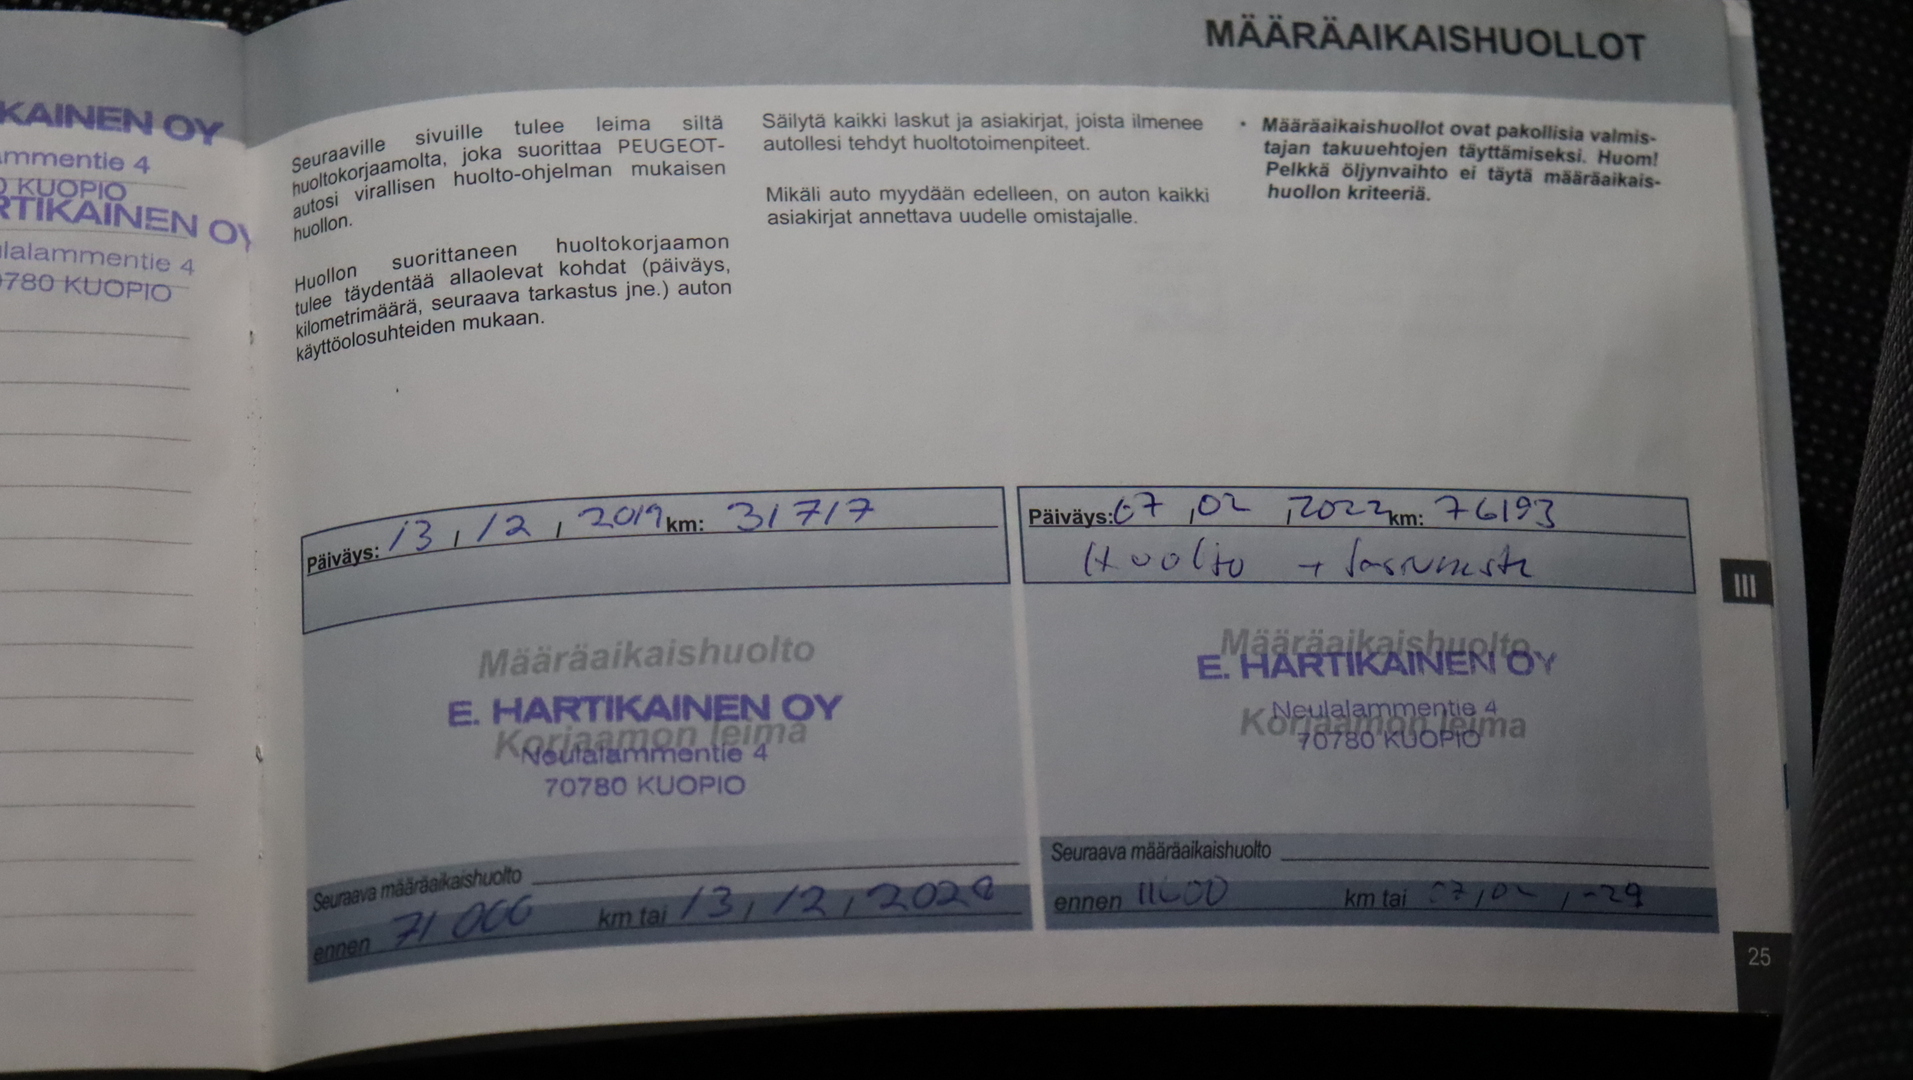 KAINEN OY
mmentie 4
KUOPIO
RTIKAINEN OY
lalammentie 4
780 KUOPIO
MÄÄRÄAIKAISHUOLLOT
Seuraaville sivuille tulee leima siltä
huoltokorjaamolta, joka suorittaa PEUGEOT-
autosi virallisen huolto-ohjelman mukaisen
huollon.
Huollon suorittaneen huoltokorjaamon
tulee täydentää allaolevat kohdat (päiväys,
kilometrimäärä, seuraava tarkastus jne.) auton
käyttöolosuhteiden mukaan.
Säilytä kaikki laskut ja asiakirjat, joista ilmenee
autollesi tehdyt huoltotoimenpiteet.
Mikäli auto myydään edelleen, on auton kaikki
asiakirjat annettava uudelle omistajalle.
• Määräaikaishuollot ovat pakollisia valmis-
tajan takuuehtojen täyttämiseksi. Huom!
Pelkkä öljynvaihto ei täytä määräaikais-
huollon kriteeriä.
Päiväys: 13, 12, 2019 km: 31717
Määräaikaishuolto
E. HARTIKAINEN OY
Korjaamon leima
Neulalammentie 4
70780 KUOPIO
Seuraava määräaikaishuolto
ennen 71 000 km tai 13, 12, 2020
Päiväys: 07, 02, 2022 km: 76193
Huolto +
Määräaikaishuolto
E. HARTIKAINEN OY
Neulalammentie 4
Korjaamon leima
70780 KUOPIO
Seuraava määräaikaishuolto
ennen km tai 07,02
III
25